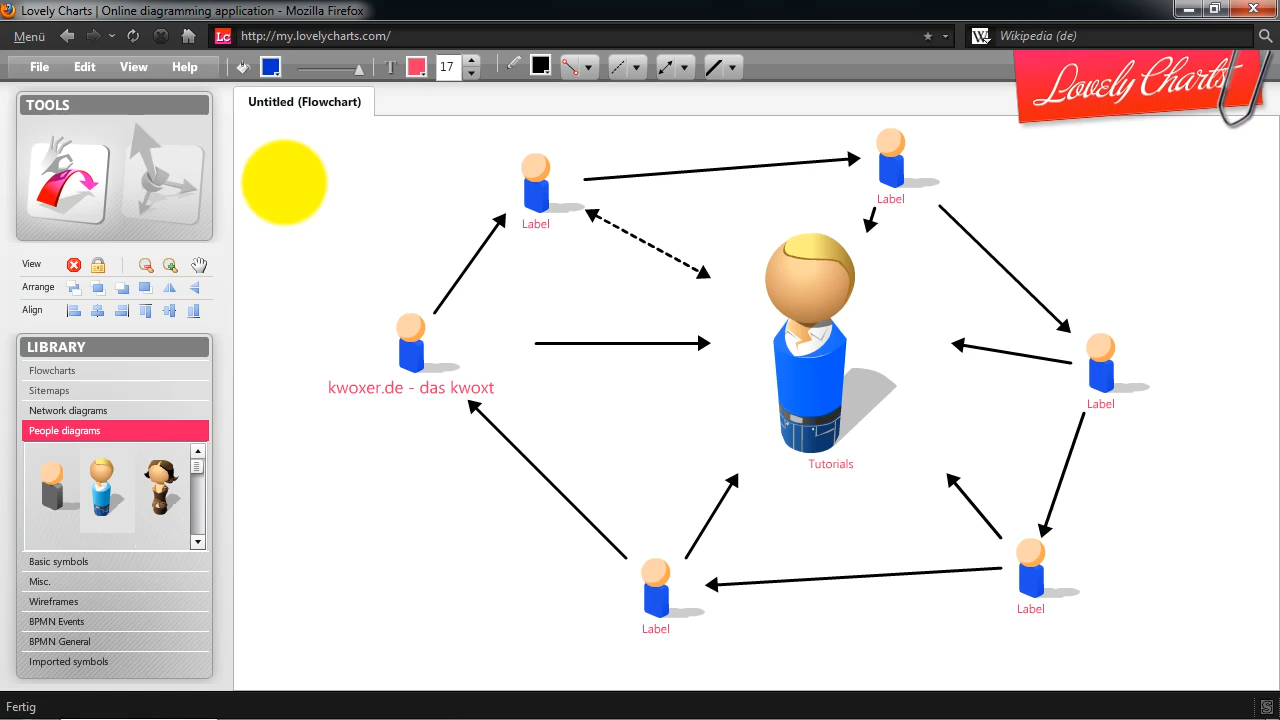 Lovely Charts | Online diagramming application - Mozilla Firefox
Menü
Lc
http://my.lovelycharts.com/
W
Wikipedia (de)
File Edit View Help
T
17
Lovely Charts
TOOLS
Untitled (Flowchart)
Label
Label
View
Arrange
Align
kwoxer.de - das kwoxt
LIBRARY
Flowcharts
Sitemaps
Network diagrams
People diagrams
Label
Tutorials
Basic symbols
Misc.
Wireframes
BPMN Events
BPMN General
Imported symbols
Label
Label
Fertig
S